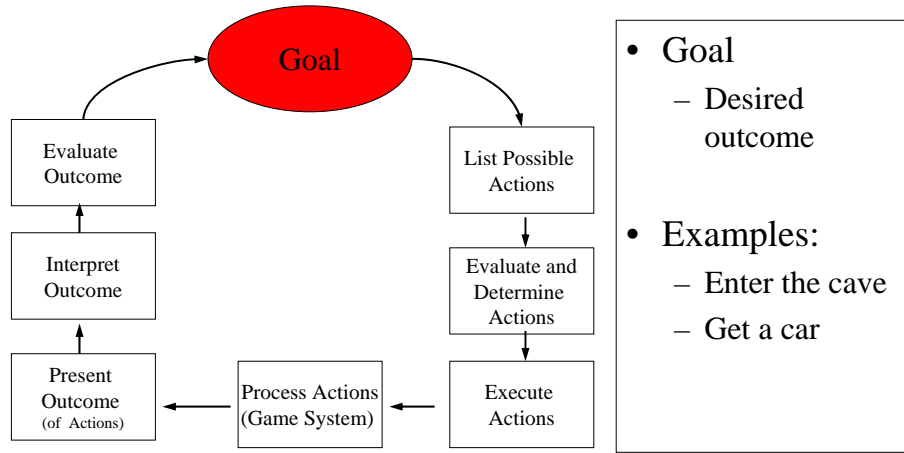 Goal
List Possible
Actions
Evaluate and
Determine
Actions
Execute
Actions
Process Actions
(Game System)
Present
Outcome
(of Actions)
Interpret
Outcome
Evaluate
Outcome
• Goal
– Desired
outcome
• Examples:
– Enter the cave
– Get a car